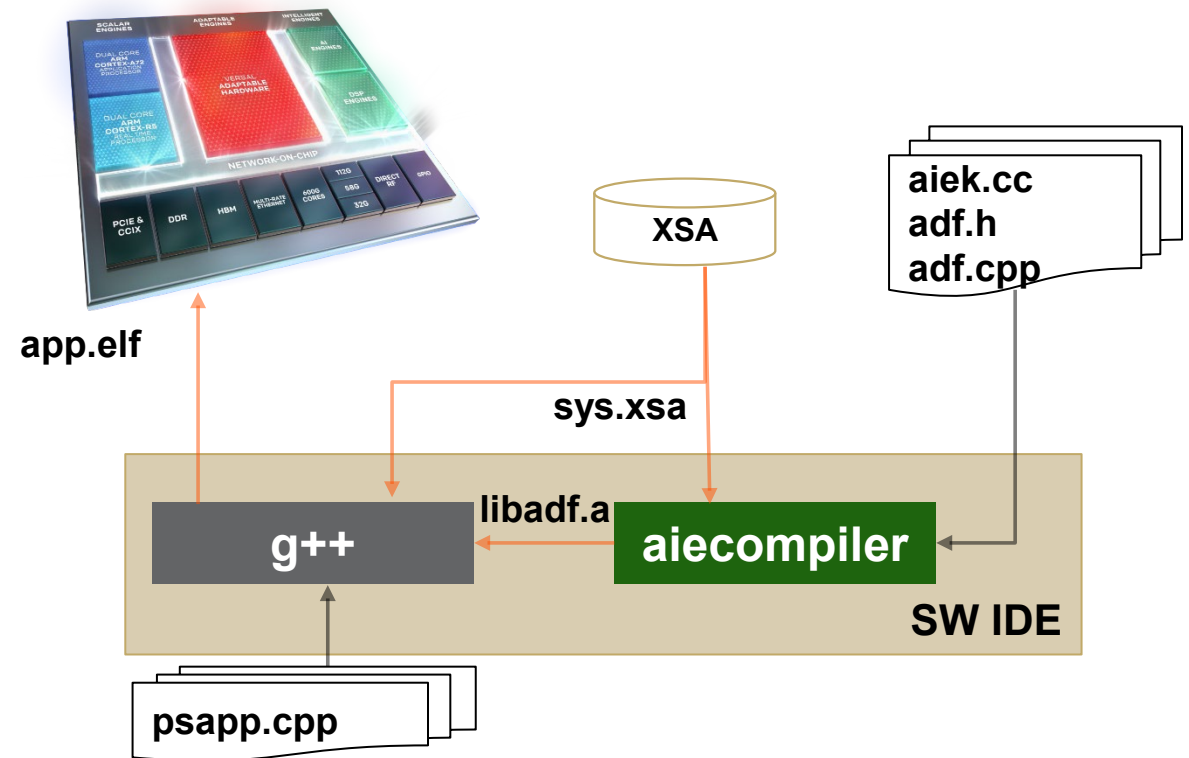 SCALAR
ENGINES
ADAPTABLE
ENGINES
INTELLIGENT
ENGINES
DUAL CORE
ARM
CORTEX-A72
APPLICATION
PROCESSOR
DUAL CORE
ARM
CORTEX-R5
REAL TIME
PROCESSOR
VERSAL
ADAPTABLE
HARDWARE
AI
ENGINES
DSP
ENGINES
NETWORK-ON-CHIP
PCIE &
CCIX
DDR
HBM
MULTI-RATE
ETHERNET
600G
CORES
112G
58G
32G
DIRECT
RF
GPIO
XSA
aiek.cc
adf.h
adf.cpp
app.elf
sys.xsa
g++
libadf.a
aiecompiler
SW IDE
psapp.cpp